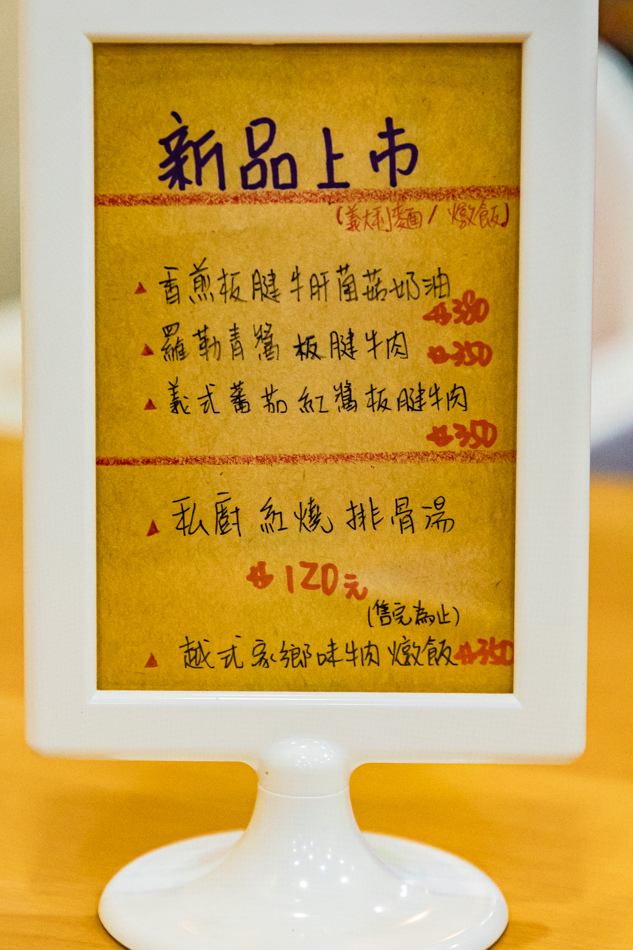 新品上市
(義大利麵/燉飯)
▲香煎板腱牛肝菌菇奶油
$380
▲羅勒青醬板腱牛肉 $350
▲義式蕃茄紅醬板腱牛肉
$350
▲私廚紅燒排骨湯
$120元
(售完為止)
▲越式家鄉味牛肉燉飯$350